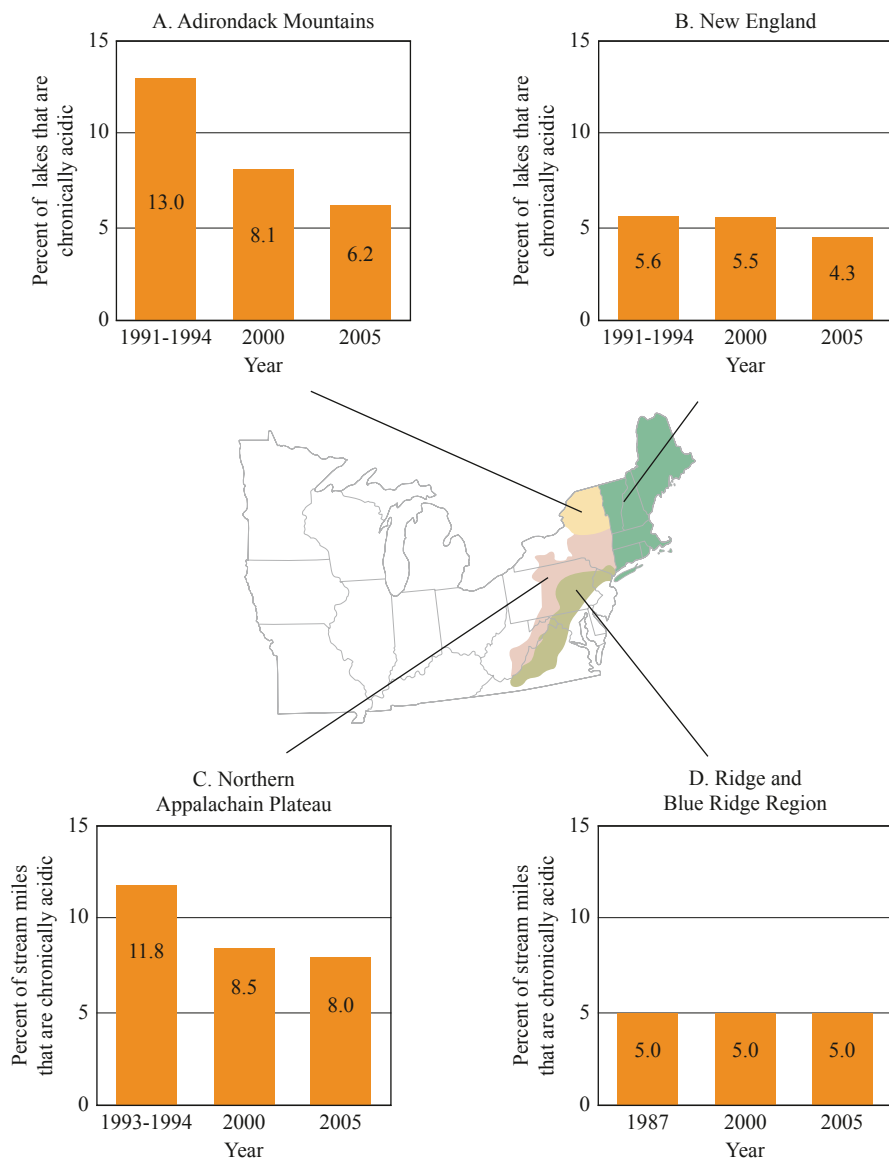 A. Adirondack Mountains
Percent of lakes that are
chronically acidic
15
10
5
0
13.0
8.1
6.2
1991-1994
2000
2005
Year
B. New England
Percent of lakes that are
chronically acidic
15
10
5
0
5.6
5.5
4.3
1991-1994
2000
2005
Year
C. Northern
Appalachain Plateau
Percent of stream miles
that are chronically acidic
15
10
5
0
11.8
8.5
8.0
1993-1994
2000
2005
Year
D. Ridge and
Blue Ridge Region
Percent of stream miles
that are chronically acidic
15
10
5
0
5.0
5.0
5.0
1987
2000
2005
Year